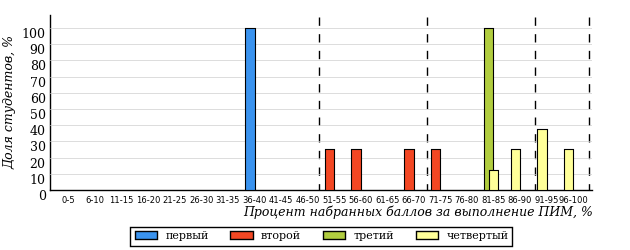 Доля студентов, %
100
90
80
70
60
50
40
30
20
10
0
0-5 6-10 11-15 16-20 21-25 26-30 31-35 36-40 41-45 46-50 51-55 56-60 61-65 66-70 71-75 76-80 81-85 86-90 91-95 96-100
Процент набранных баллов за выполнение ПИМ, %
первый второй третий четвертый